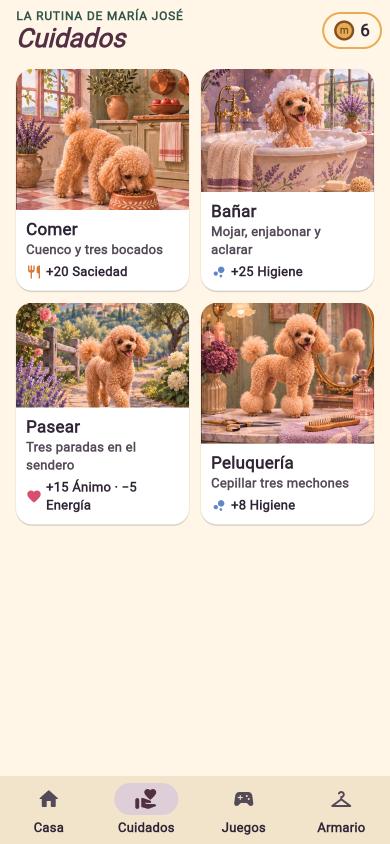 LA RUTINA DE MARÍA JOSÉ
Cuidados
m 6
Comer
Cuenco y tres bocados
+20 Saciedad
Bañar
Mojar, enjabonar y
aclarar
+25 Higiene
Pasear
Tres paradas en el
sendero
+15 Ánimo · −5
Energía
Peluquería
Cepillar tres mechones
+8 Higiene
Casa
Cuidados
Juegos
Armario